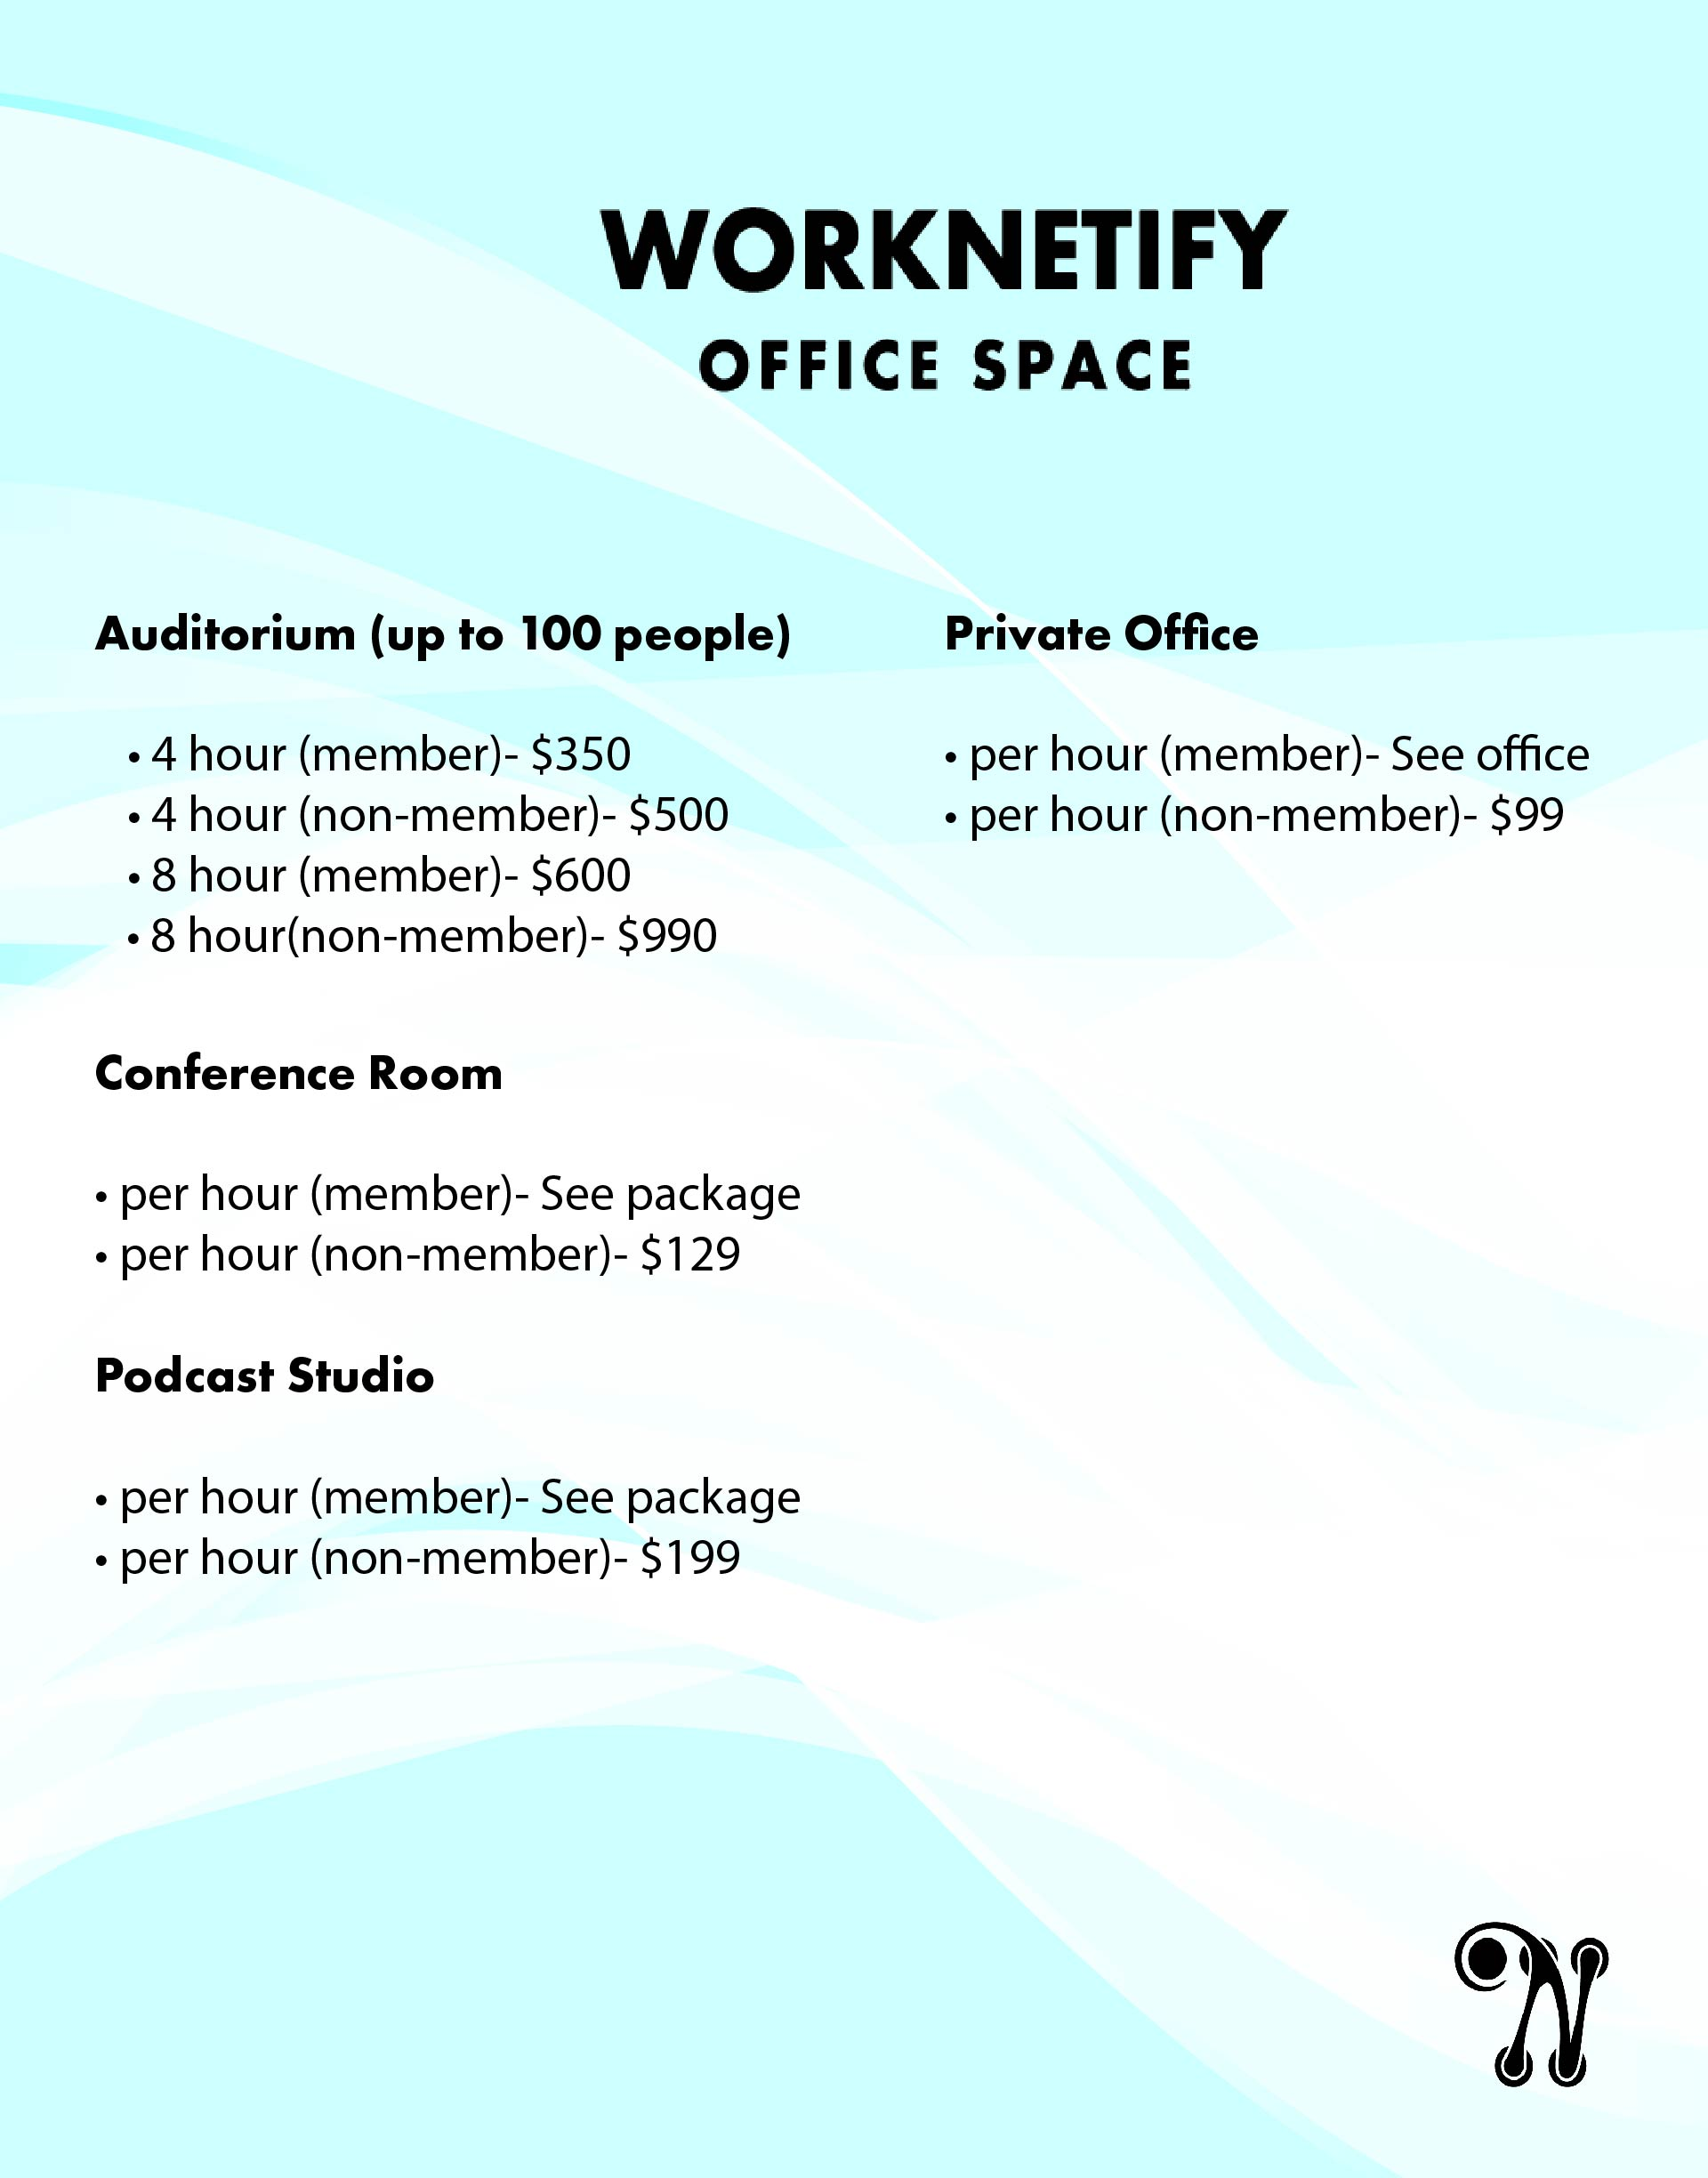 WORKNETIFY
OFFICE SPACE
Auditorium (up to 100 people)
• 4 hour (member)- $350
• 4 hour (non-member)- $500
• 8 hour (member)- $600
• 8 hour(non-member)- $990
Conference Room
• per hour (member)- See package
• per hour (non-member)- $129
Podcast Studio
• per hour (member)- See package
• per hour (non-member)- $199
Private Office
• per hour (member)- See office
• per hour (non-member)- $99
N